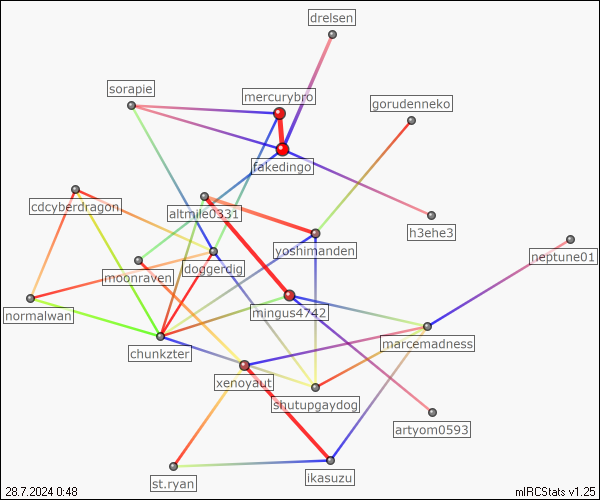 drelsen
sorapie
mercurybro
gorudenneko
fakedingo
cdcyberdragon
altmile0331
h3ehe3
yoshimanden
neptune01
doggerdig
moonraven
normalwan
mingus4742
marcemadness
chunkzter
xenoyaut
shutupgaydog
artyom0593
st.ryan
ikasuzu
28.7.2024 0:48
mIRCStats v1.25